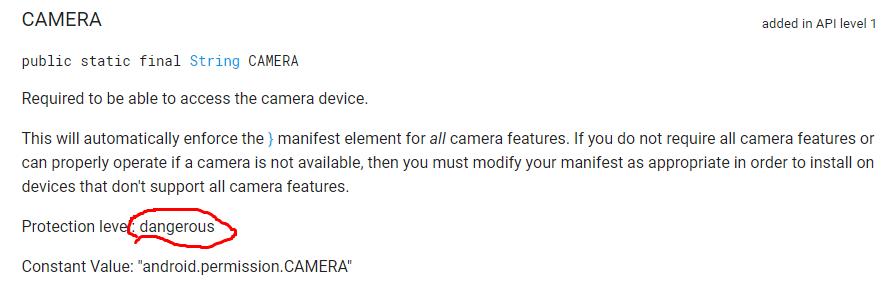 CAMERA
added in API level 1
public static final String CAMERA
Required to be able to access the camera device.
This will automatically enforce the } manifest element for all camera features. If you do not require all camera features or
can properly operate if a camera is not available, then you must modify your manifest as appropriate in order to install on
devices that don't support all camera features.
Protection level: dangerous
Constant Value: "android.permission.CAMERA"